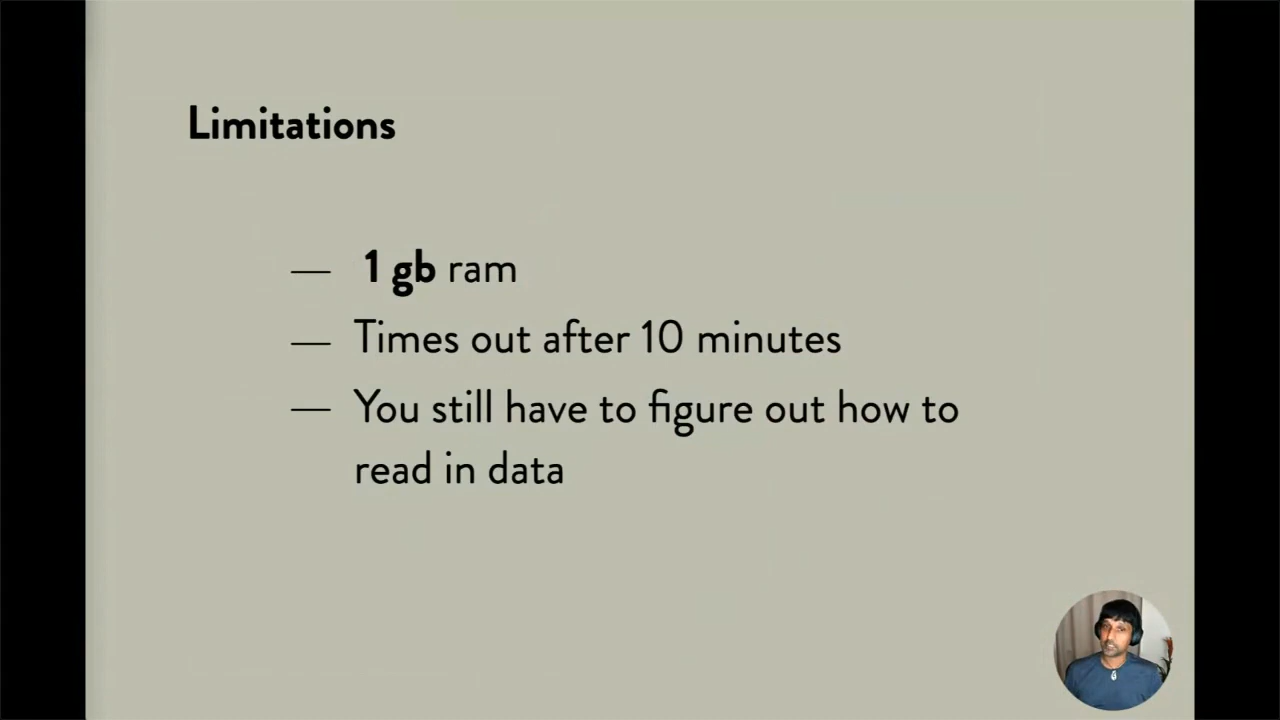 Limitations
— 1 gb ram
— Times out after 10 minutes
— You still have to figure out how to
read in data